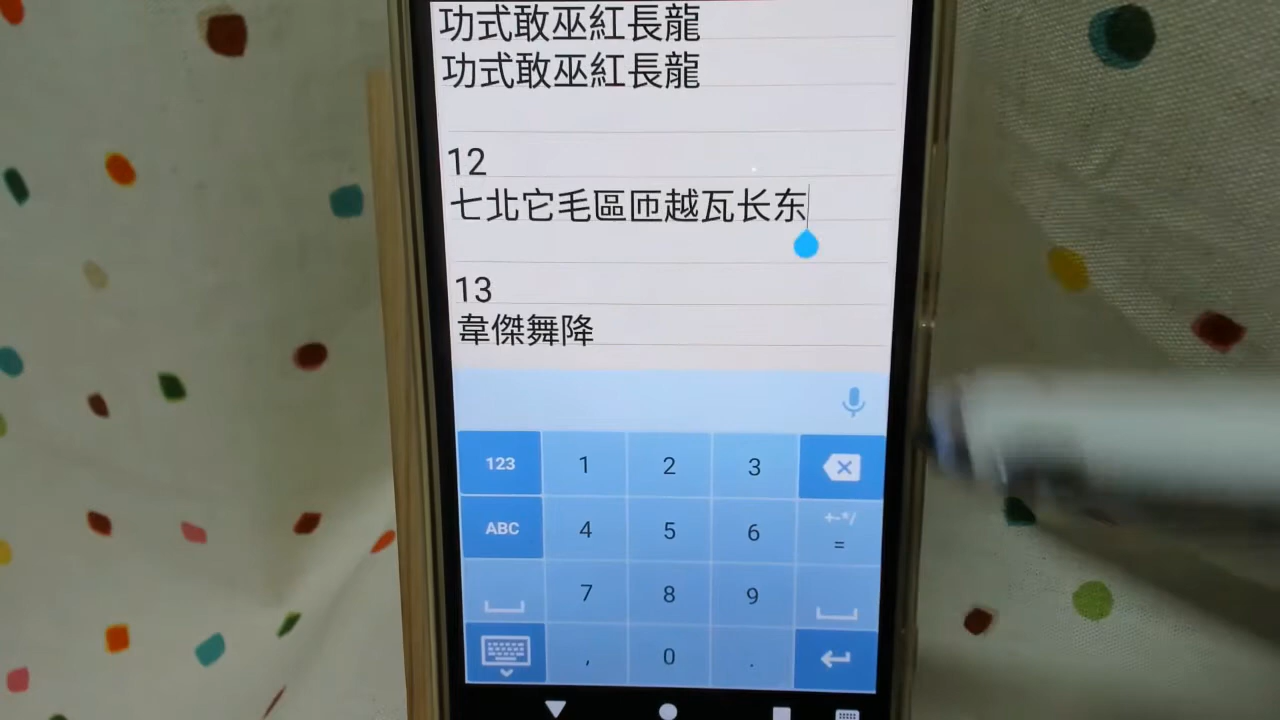 功式敢巫紅長龍
功式敢巫紅長龍
12
七北它毛區匝越瓦长东
13
韋傑舞降
123 1 2 3
ABC 4 5 6 +-*/ =
7 8 9
, 0 .